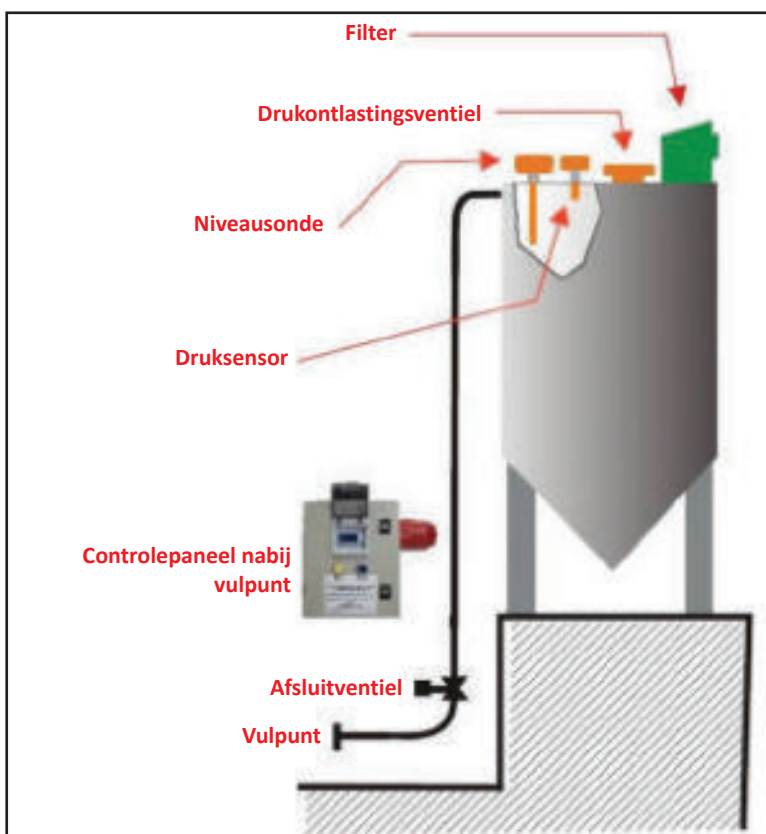 Filter
Drukontlastingsventiel
Niveausonde
Druksensor
Controlepaneel nabij
vulpunt
Afsluitventiel
Vulpunt